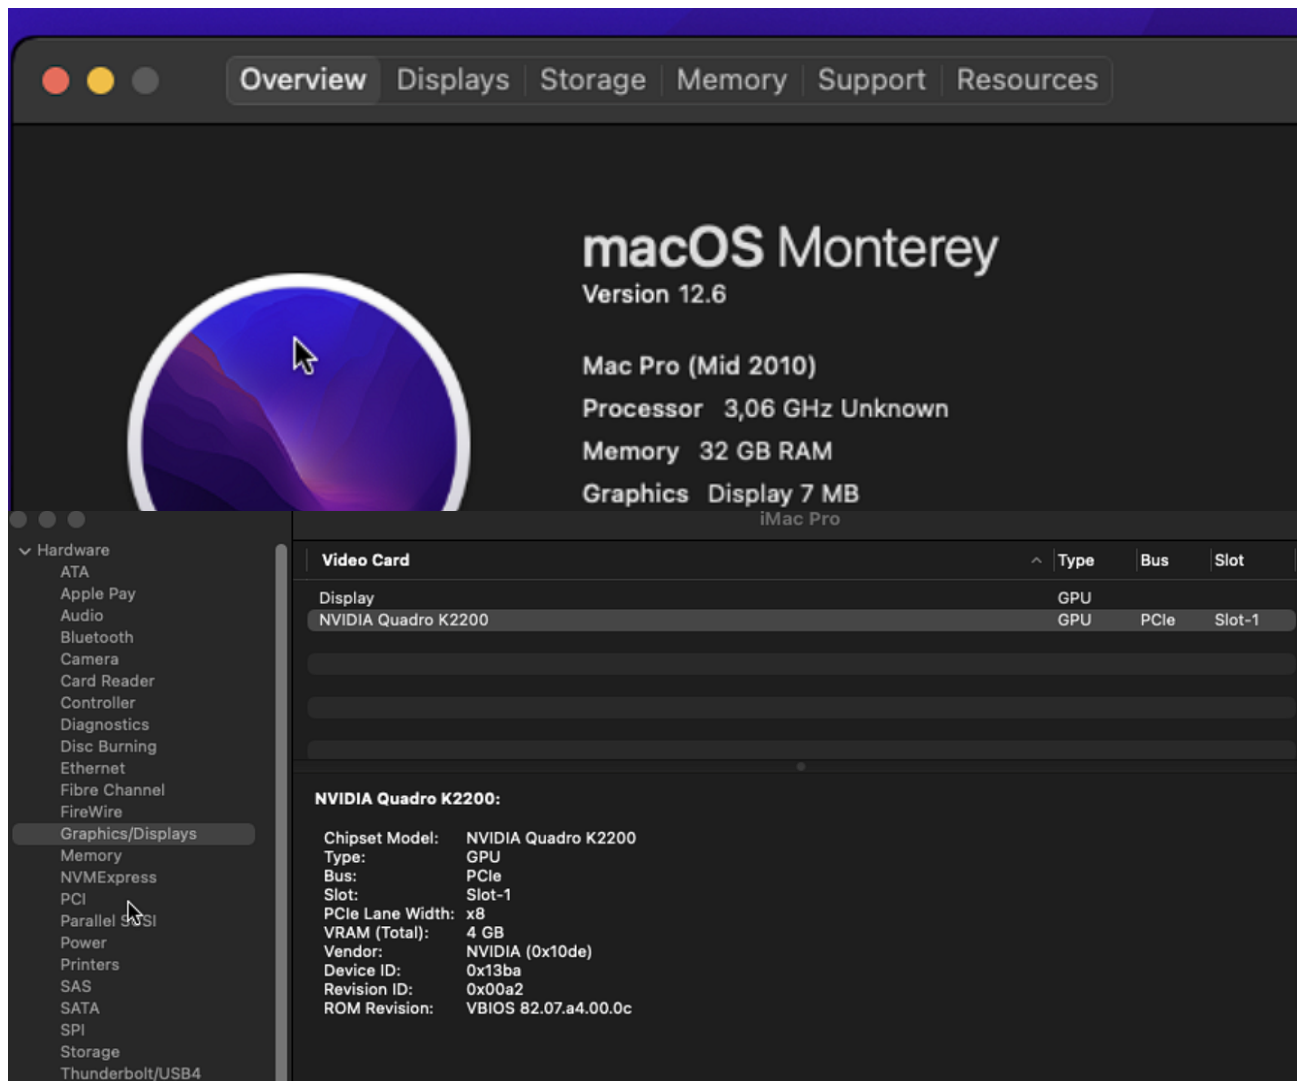 Overview Displays Storage Memory Support Resources
macOS Monterey
Version 12.6
Mac Pro (Mid 2010)
Processor 3,06 GHz Unknown
Memory 32 GB RAM
Graphics Display 7 MB
iMac Pro
Hardware
ATA
Apple Pay
Audio
Bluetooth
Camera
Card Reader
Controller
Diagnostics
Disc Burning
Ethernet
Fibre Channel
FireWire
Graphics/Displays
Memory
NVMExpress
PCI
Parallel SCSI
Power
Printers
SAS
SATA
SPI
Storage
Thunderbolt/USB4
Video Card Type Bus Slot
Display GPU
NVIDIA Quadro K2200 GPU PCIe Slot-1
NVIDIA Quadro K2200:
Chipset Model: NVIDIA Quadro K2200
Type: GPU
Bus: PCIe
Slot: Slot-1
PCIe Lane Width: x8
VRAM (Total): 4 GB
Vendor: NVIDIA (0x10de)
Device ID: 0x13ba
Revision ID: 0x00a2
ROM Revision: VBIOS 82.07.a4.00.0c